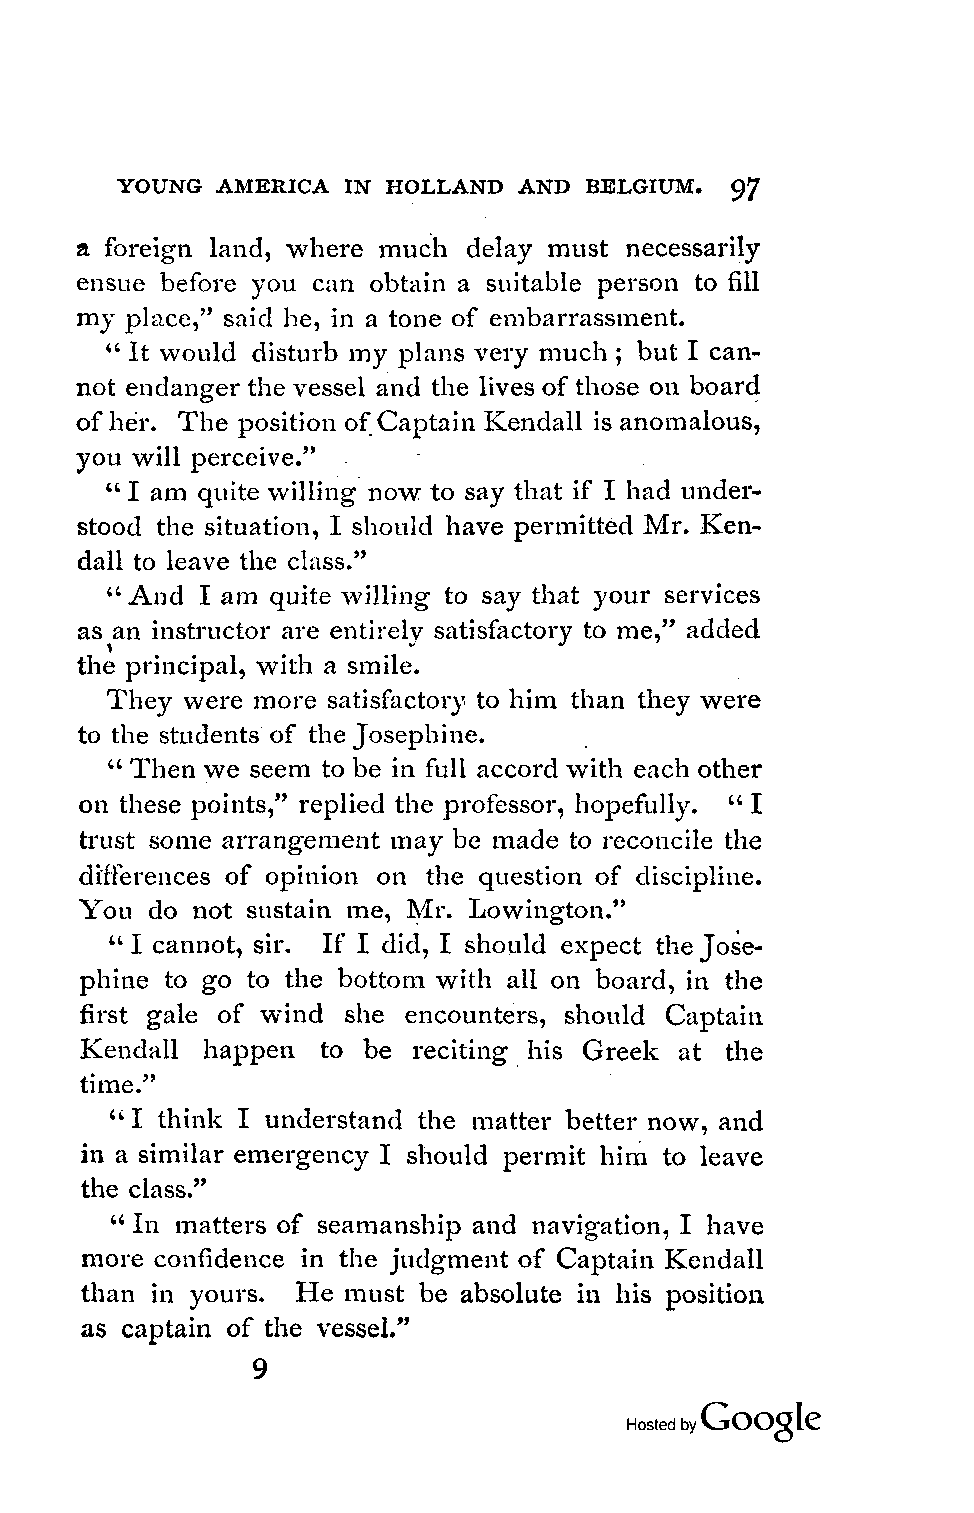 YOUNG AMERICA IN HOLLAND AND BELGIUM. 97
a foreign land, where much delay must necessarily
ensue before you can obtain a suitable person to fill
my place,” said he, in a tone of embarrassment.
“It would disturb my plans very much; but I can-
not endanger the vessel and the lives of those on board
of her. The position of Captain Kendall is anomalous,
you will perceive.”
“I am quite willing now to say that if I had under-
stood the situation, I should have permitted Mr. Ken-
dall to leave the class.”
“And I am quite willing to say that your services
as an instructor are entirely satisfactory to me,” added
the principal, with a smile.
They were more satisfactory to him than they were
to the students of the Josephine.
“Then we seem to be in full accord with each other
on these points,” replied the professor, hopefully. “I
trust some arrangement may be made to reconcile the
differences of opinion on the question of discipline.
You do not sustain me, Mr. Lowington.”
“I cannot, sir. If I did, I should expect the Jose-
phine to go to the bottom with all on board, in the
first gale of wind she encounters, should Captain
Kendall happen to be reciting his Greek at the
time.”
“I think I understand the matter better now, and
in a similar emergency I should permit him to leave
the class.”
“In matters of seamanship and navigation, I have
more confidence in the judgment of Captain Kendall
than in yours. He must be absolute in his position
as captain of the vessel.”
9
Hosted by Google